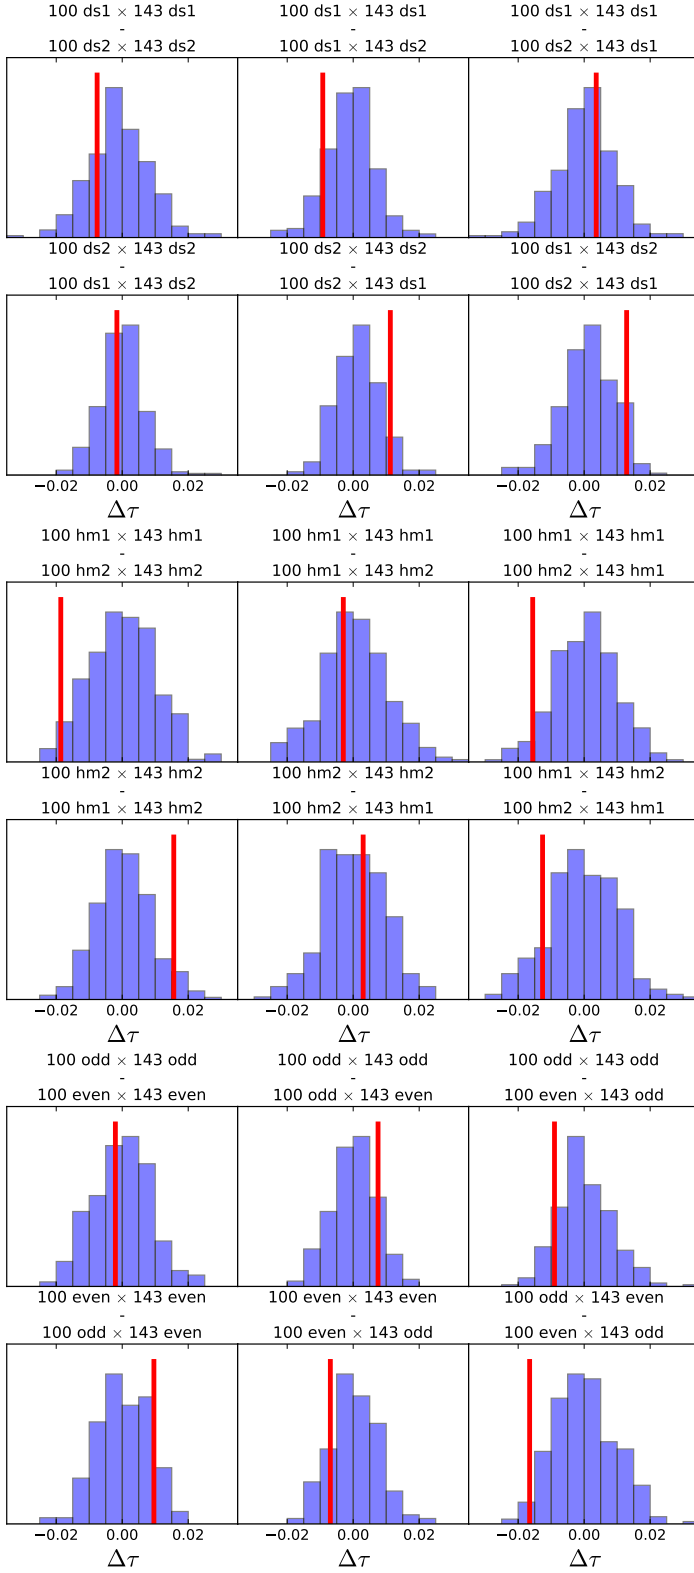 100 ds1 × 143 ds1 100 ds1 × 143 ds1 100 ds1 × 143 ds1
- - -
100 ds2 × 143 ds2 100 ds1 × 143 ds2 100 ds2 × 143 ds1
100 ds2 × 143 ds2 100 ds2 × 143 ds2 100 ds1 × 143 ds2
- - -
100 ds1 × 143 ds2 100 ds2 × 143 ds1 100 ds2 × 143 ds1
−0.02 0.00 0.02 −0.02 0.00 0.02 −0.02 0.00 0.02
Δτ Δτ Δτ
100 hm1 × 143 hm1 100 hm1 × 143 hm1 100 hm1 × 143 hm1
- - -
100 hm2 × 143 hm2 100 hm1 × 143 hm2 100 hm2 × 143 hm1
100 hm2 × 143 hm2 100 hm2 × 143 hm2 100 hm1 × 143 hm2
- - -
100 hm1 × 143 hm2 100 hm2 × 143 hm1 100 hm2 × 143 hm1
−0.02 0.00 0.02 −0.02 0.00 0.02 −0.02 0.00 0.02
Δτ Δτ Δτ
100 odd × 143 odd 100 odd × 143 odd 100 odd × 143 odd
- - -
100 even × 143 even 100 odd × 143 even 100 even × 143 odd
100 even × 143 even 100 even × 143 even 100 odd × 143 even
- - -
100 odd × 143 even 100 even × 143 odd 100 even × 143 odd
−0.02 0.00 0.02 −0.02 0.00 0.02 −0.02 0.00 0.02
Δτ Δτ Δτ